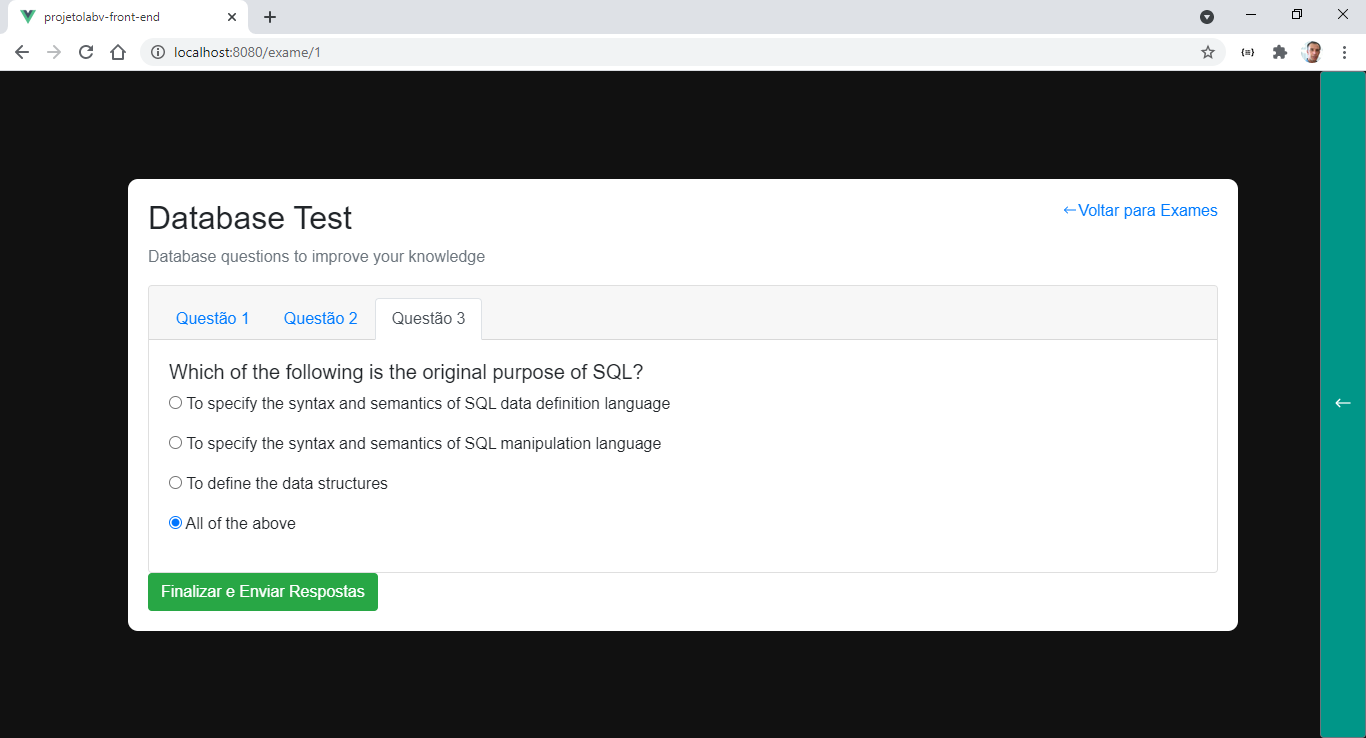 projetolabv-front-end
localhost:8080/exame/1
Database Test
←Voltar para Exames
Database questions to improve your knowledge
Questão 1 Questão 2 Questão 3
Which of the following is the original purpose of SQL?
To specify the syntax and semantics of SQL data definition language
To specify the syntax and semantics of SQL manipulation language
To define the data structures
All of the above
Finalizar e Enviar Respostas